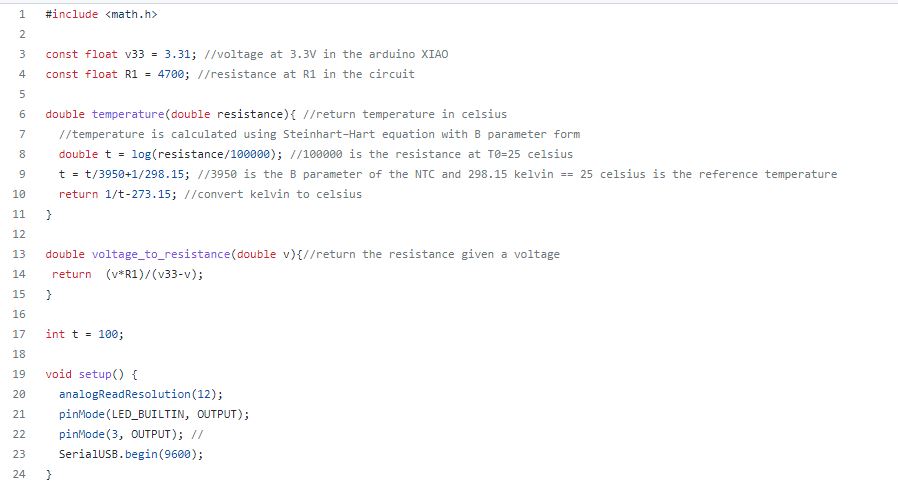 1 #include <math.h>
2
3 const float v33 = 3.31; //voltage at 3.3V in the arduino XIAO
4 const float R1 = 4700; //resistance at R1 in the circuit
5
6 double temperature(double resistance){ //return temperature in celsius
7   //temperature is calculated using Steinhart–Hart equation with B parameter form
8   double t = log(resistance/100000); //100000 is the resistance at T0=25 celsius
9   t = t/3950+1/298.15; //3950 is the B parameter of the NTC and 298.15 kelvin == 25 celsius is the reference temperature
10   return 1/t-273.15; //convert kelvin to celsius
11 }
12
13 double voltage_to_resistance(double v){//return the resistance given a voltage
14  return  (v*R1)/(v33-v);
15 }
16
17 int t = 100;
18
19 void setup() {
20   analogReadResolution(12);
21   pinMode(LED_BUILTIN, OUTPUT);
22   pinMode(3, OUTPUT); //
23   SerialUSB.begin(9600);
24 }